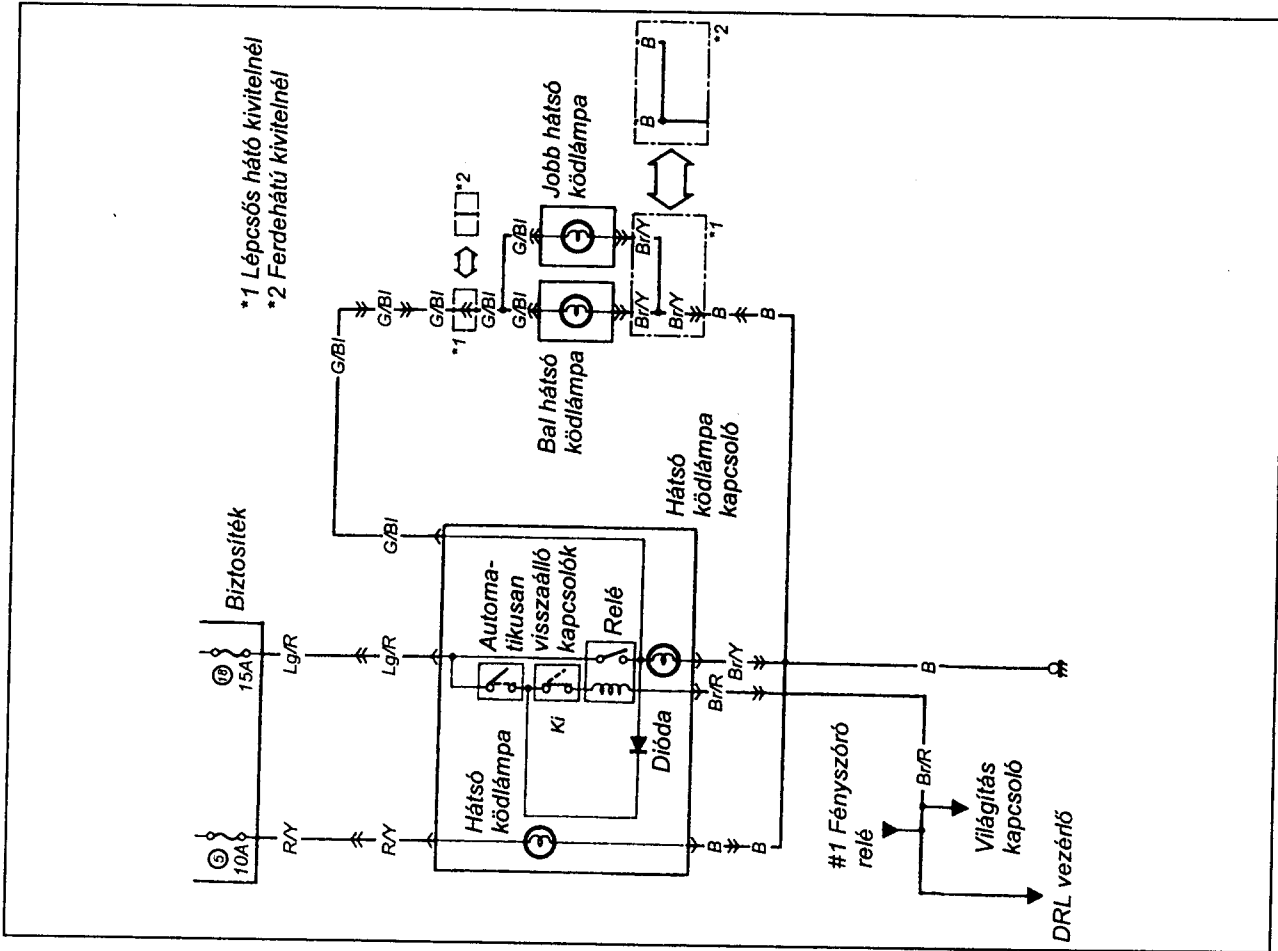 *1 Lépcsős hátó kivitelnél
*2 Ferdehátú kivitelnél
Biztosíték
5
10A
18
15A
R/Y
Lg/R
R/Y
Lg/R
G/Bl
G/Bl
G/Bl
G/Bl
*1
*2
G/Bl
G/Bl
G/Bl
Bal hátsó
ködlámpa
Jobb hátsó
ködlámpa
Br/Y
Br/Y
Br/Y
*1
B
B
B
B
*2
Hátsó
ködlámpa
Automa-
tikusan
visszaálló
kapcsolók
Ki
Relé
Dióda
Hátsó
ködlámpa
kapcsoló
B
B
Br/R
Br/Y
B
#1 Fényszóró
relé
Br/R
Világítás
kapcsoló
DRL vezérlő